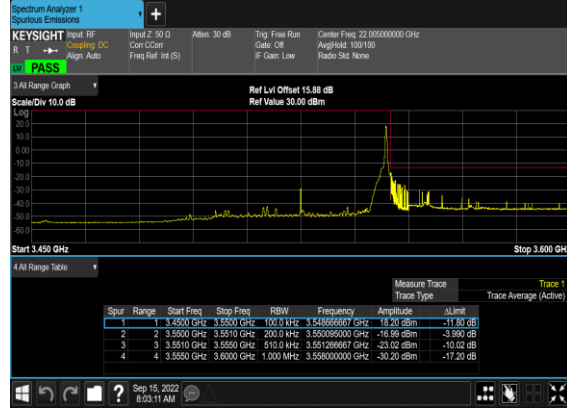 Spectrum Analyzer 1
Spurious Emissions
KEYSIGHT Input: RF Input Z: 50 Ω Atten: 30 dB Trig: Free Run Center Freq: 22.005000000 GHz
R T Coupling: DC Corr CCorr Gate: Off Avg|Hold: 100/100
Align: Auto Freq Ref: Int (S) IF Gain: Low Radio Std: None
PASS
3 All Range Graph
Ref Lvl Offset 15.88 dB
Scale/Div 10.0 dB Ref Value 30.00 dBm
Log
20.0
10.0
0.00
-10.0
-20.0
-30.0
-40.0
-50.0
-60.0
Start 3.450 GHz Stop 3.600 GHz
4 All Range Table
Measure Trace Trace 1
Trace Type Trace Average (Active)
Spur Range Start Freq Stop Freq RBW Frequency Amplitude ΔLimit
1 1 3.4500 GHz 3.5500 GHz 100.0 kHz 3.548666667 GHz 18.20 dBm -11.80 dB
2 2 3.5500 GHz 3.5510 GHz 200.0 kHz 3.550095000 GHz -16.99 dBm -3.990 dB
3 3 3.5510 GHz 3.5550 GHz 510.0 kHz 3.551266667 GHz -23.02 dBm -10.02 dB
4 4 3.5550 GHz 3.6000 GHz 1.000 MHz 3.558000000 GHz -30.20 dBm -17.20 dB
Sep 15, 2022
8:03:11 AM